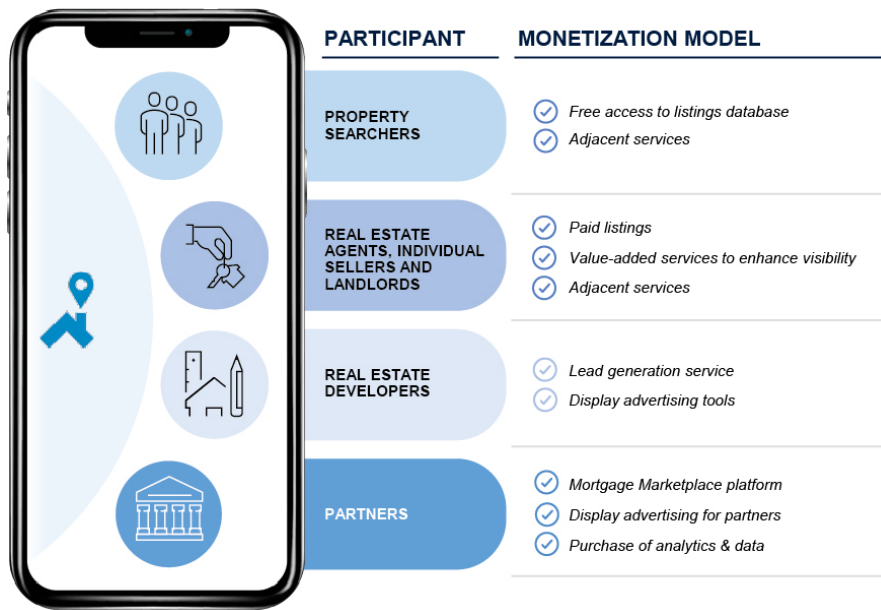 PARTICIPANT
MONETIZATION MODEL
PROPERTY
SEARCHERS
Free access to listings database
Adjacent services
REAL ESTATE
AGENTS, INDIVIDUAL
SELLERS AND
LANDLORDS
Paid listings
Value-added services to enhance visibility
Adjacent services
REAL ESTATE
DEVELOPERS
Lead generation service
Display advertising tools
PARTNERS
Mortgage Marketplace platform
Display advertising for partners
Purchase of analytics & data